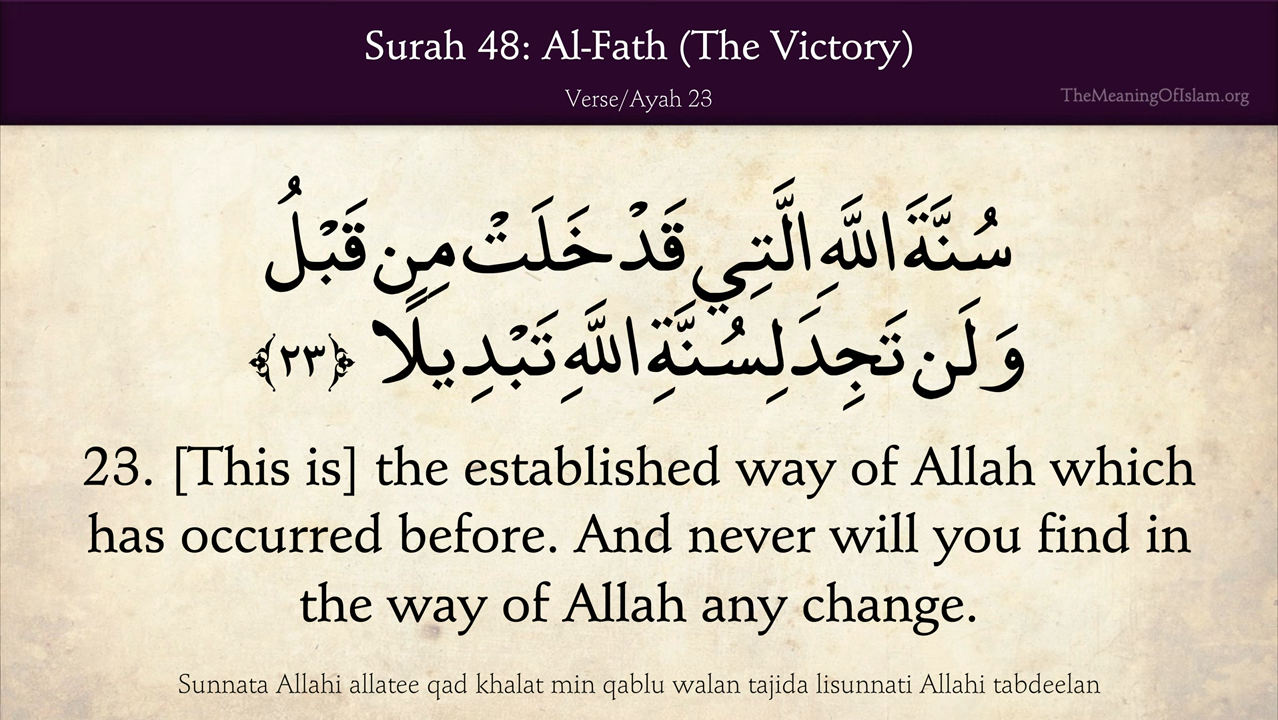 Surah 48: Al-Fath (The Victory)
Verse/Ayah 23
TheMeaningOfIslam.org
سُنَّةَ اللَّهِ الَّتِي قَدْ خَلَتْ مِن قَبْلُ
وَلَن تَجِدَ لِسُنَّةِ اللَّهِ تَبْدِيلًا ﴿٢٣﴾
23. [This is] the established way of Allah which
has occurred before. And never will you find in
the way of Allah any change.
Sunnata Allahi allatee qad khalat min qablu walan tajida lisunnati Allahi tabdeelan